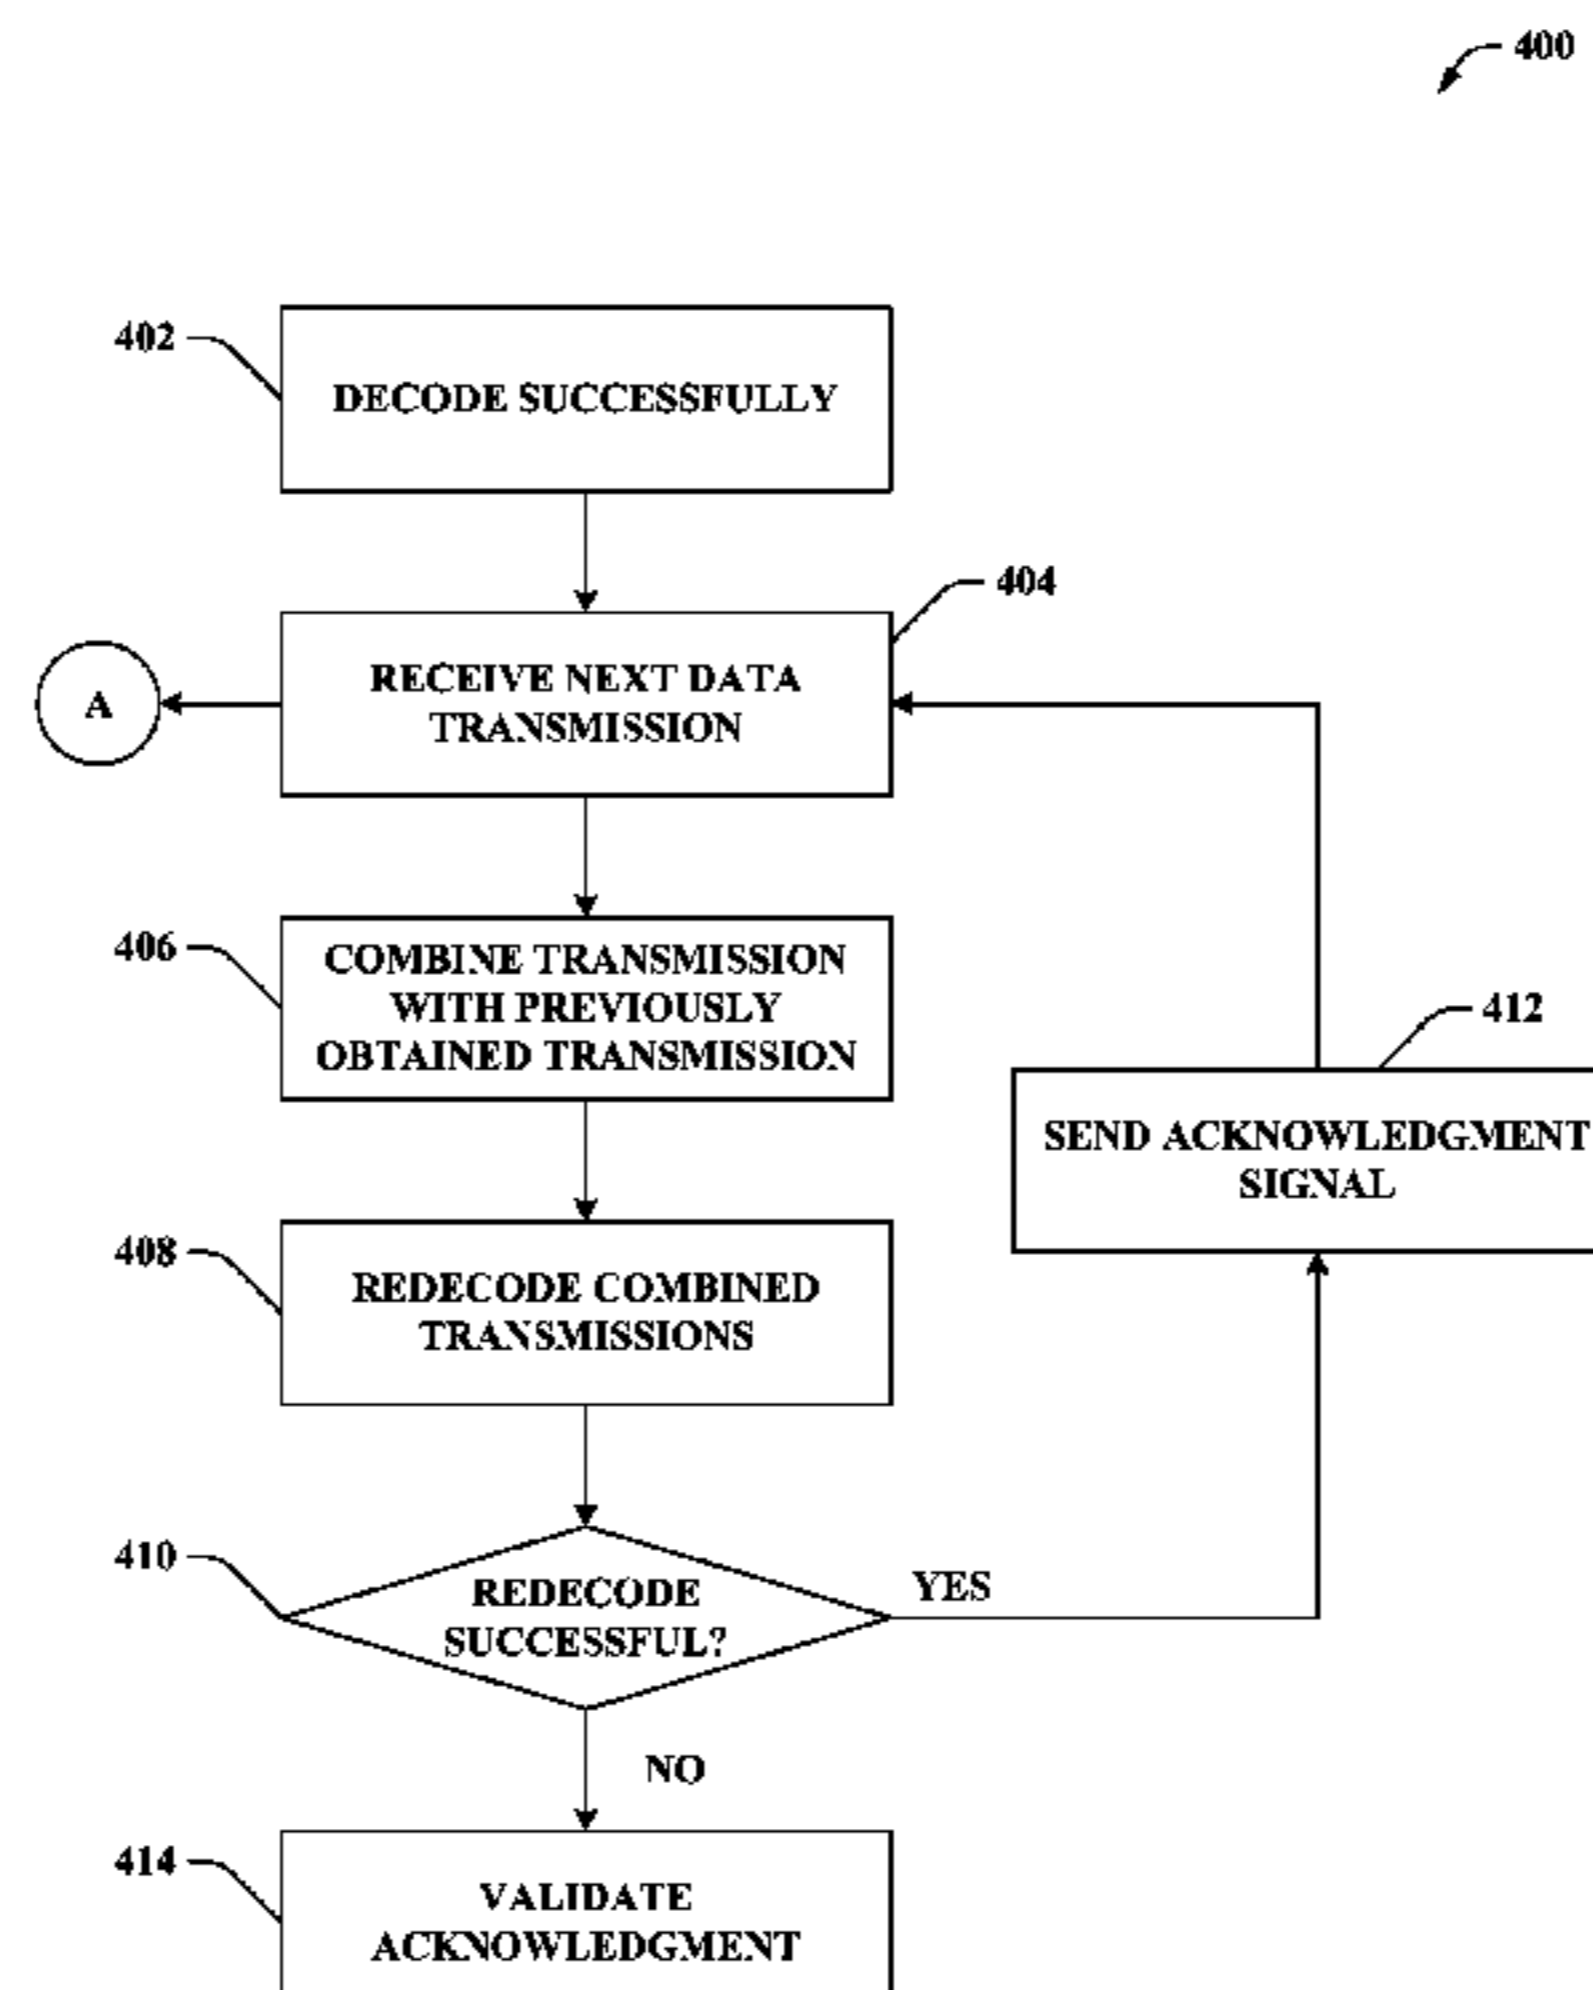 400
402
DECODE SUCCESSFULLY
404
RECEIVE NEXT DATA
TRANSMISSION
A
406
COMBINE TRANSMISSION
WITH PREVIOUSLY
OBTAINED TRANSMISSION
412
SEND ACKNOWLEDGMENT
SIGNAL
408
REDECODE COMBINED
TRANSMISSIONS
410
REDECODE
SUCCESSFUL?
YES
NO
414
VALIDATE
ACKNOWLEDGMENT